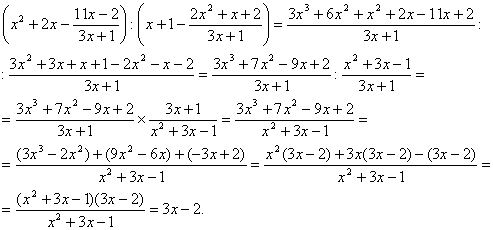 (x² + 2x − (11x − 2)/(3x + 1)) : (x + 1 − (2x² + x + 2)/(3x + 1)) = (3x³ + 6x² + x² + 2x − 11x + 2)/(3x + 1) :
: (3x² + 3x + x + 1 − 2x² − x − 2)/(3x + 1) = (3x³ + 7x² − 9x + 2)/(3x + 1) : (x² + 3x − 1)/(3x + 1) =
= (3x³ + 7x² − 9x + 2)/(3x + 1) × (3x + 1)/(x² + 3x − 1) = (3x³ + 7x² − 9x + 2)/(x² + 3x − 1) =
= ((3x³ − 2x²) + (9x² − 6x) + (−3x + 2))/(x² + 3x − 1) = (x²(3x − 2) + 3x(3x − 2) − (3x − 2))/(x² + 3x − 1) =
= ((x² + 3x − 1)(3x − 2))/(x² + 3x − 1) = 3x − 2.